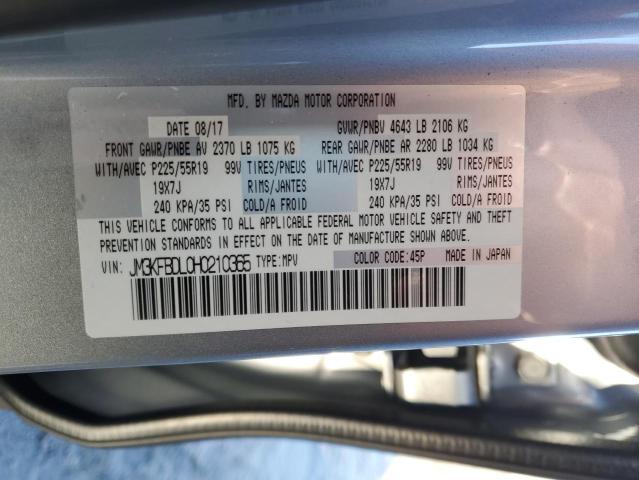 MFD. BY MAZDA MOTOR CORPORATION
DATE 08/17 GVWR/PNBV 4643 LB 2106 KG
FRONT GAWR/PNBE AV 2370 LB 1075 KG REAR GAWR/PNBE AR 2280 LB 1034 KG
WITH/AVEC P225/55R19 99V TIRES/PNEUS WITH/AVEC P225/55R19 99V TIRES/PNEUS
19X7J RIMS/JANTES 19X7J RIMS/JANTES
240 KPA/35 PSI COLD/A FROID 240 KPA/35 PSI COLD/A FROID
THIS VEHICLE CONFORMS TO ALL APPLICABLE FEDERAL MOTOR VEHICLE SAFETY AND THEFT
PREVENTION STANDARDS IN EFFECT ON THE DATE OF MANUFACTURE SHOWN ABOVE.
VIN: JM3KFBDL0H0210365 TYPE:MPV COLOR CODE:45P MADE IN JAPAN